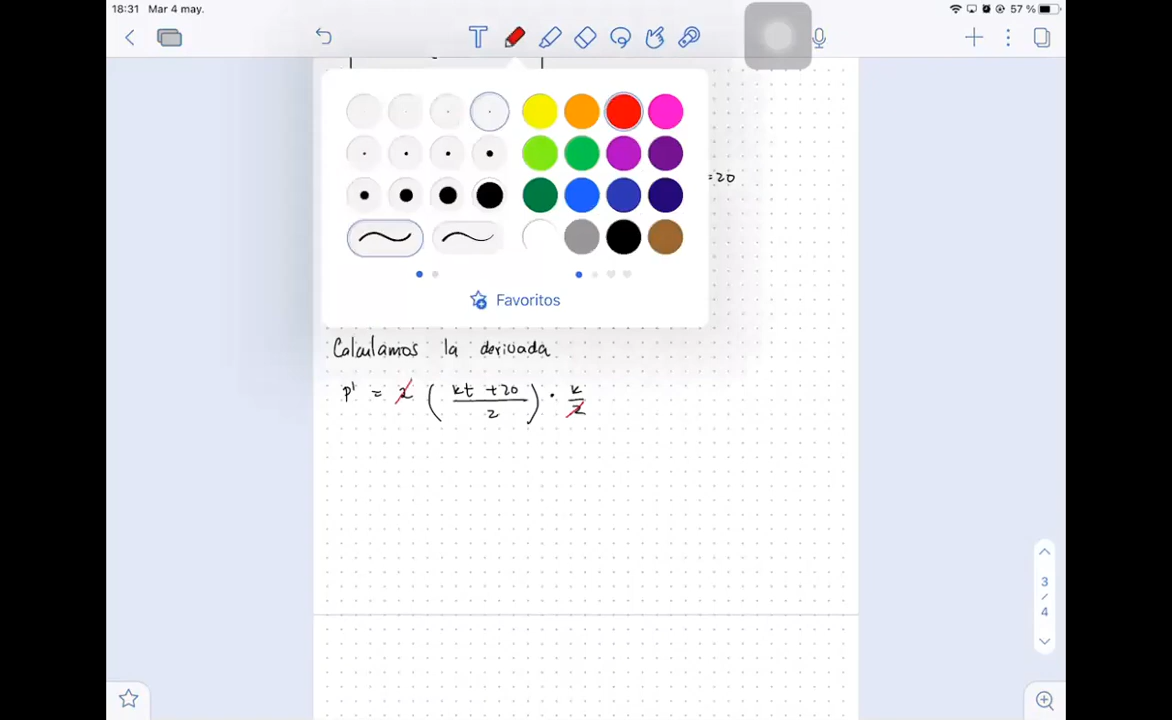 18:31 Mar 4 may. 57 %
T
= 20
Favoritos
Calculamos la derivada
P' = 2 ( kt + 20 / 2 ) · k / 2
3
/
4